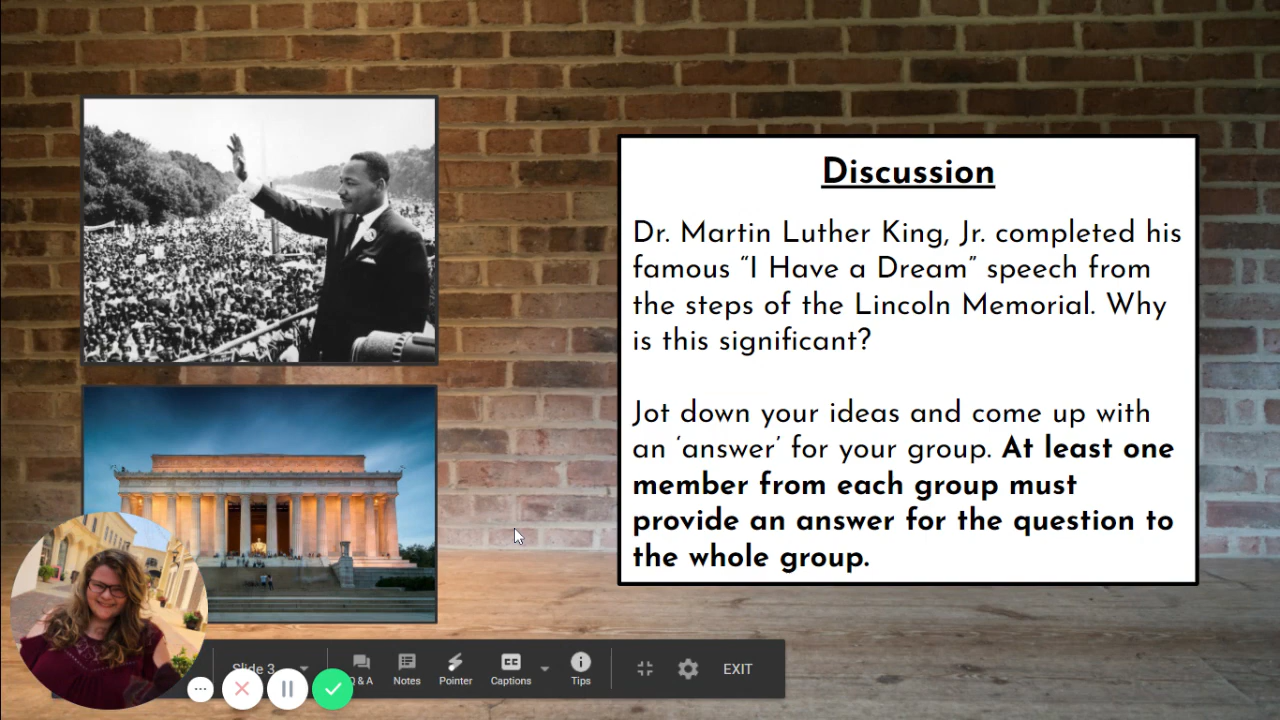 Discussion
Dr. Martin Luther King, Jr. completed his
famous “I Have a Dream” speech from
the steps of the Lincoln Memorial. Why
is this significant?
Jot down your ideas and come up with
an ‘answer’ for your group. At least one
member from each group must
provide an answer for the question to
the whole group.
Slide 3
Q & A
Notes
Pointer
CC
Captions
Tips
EXIT